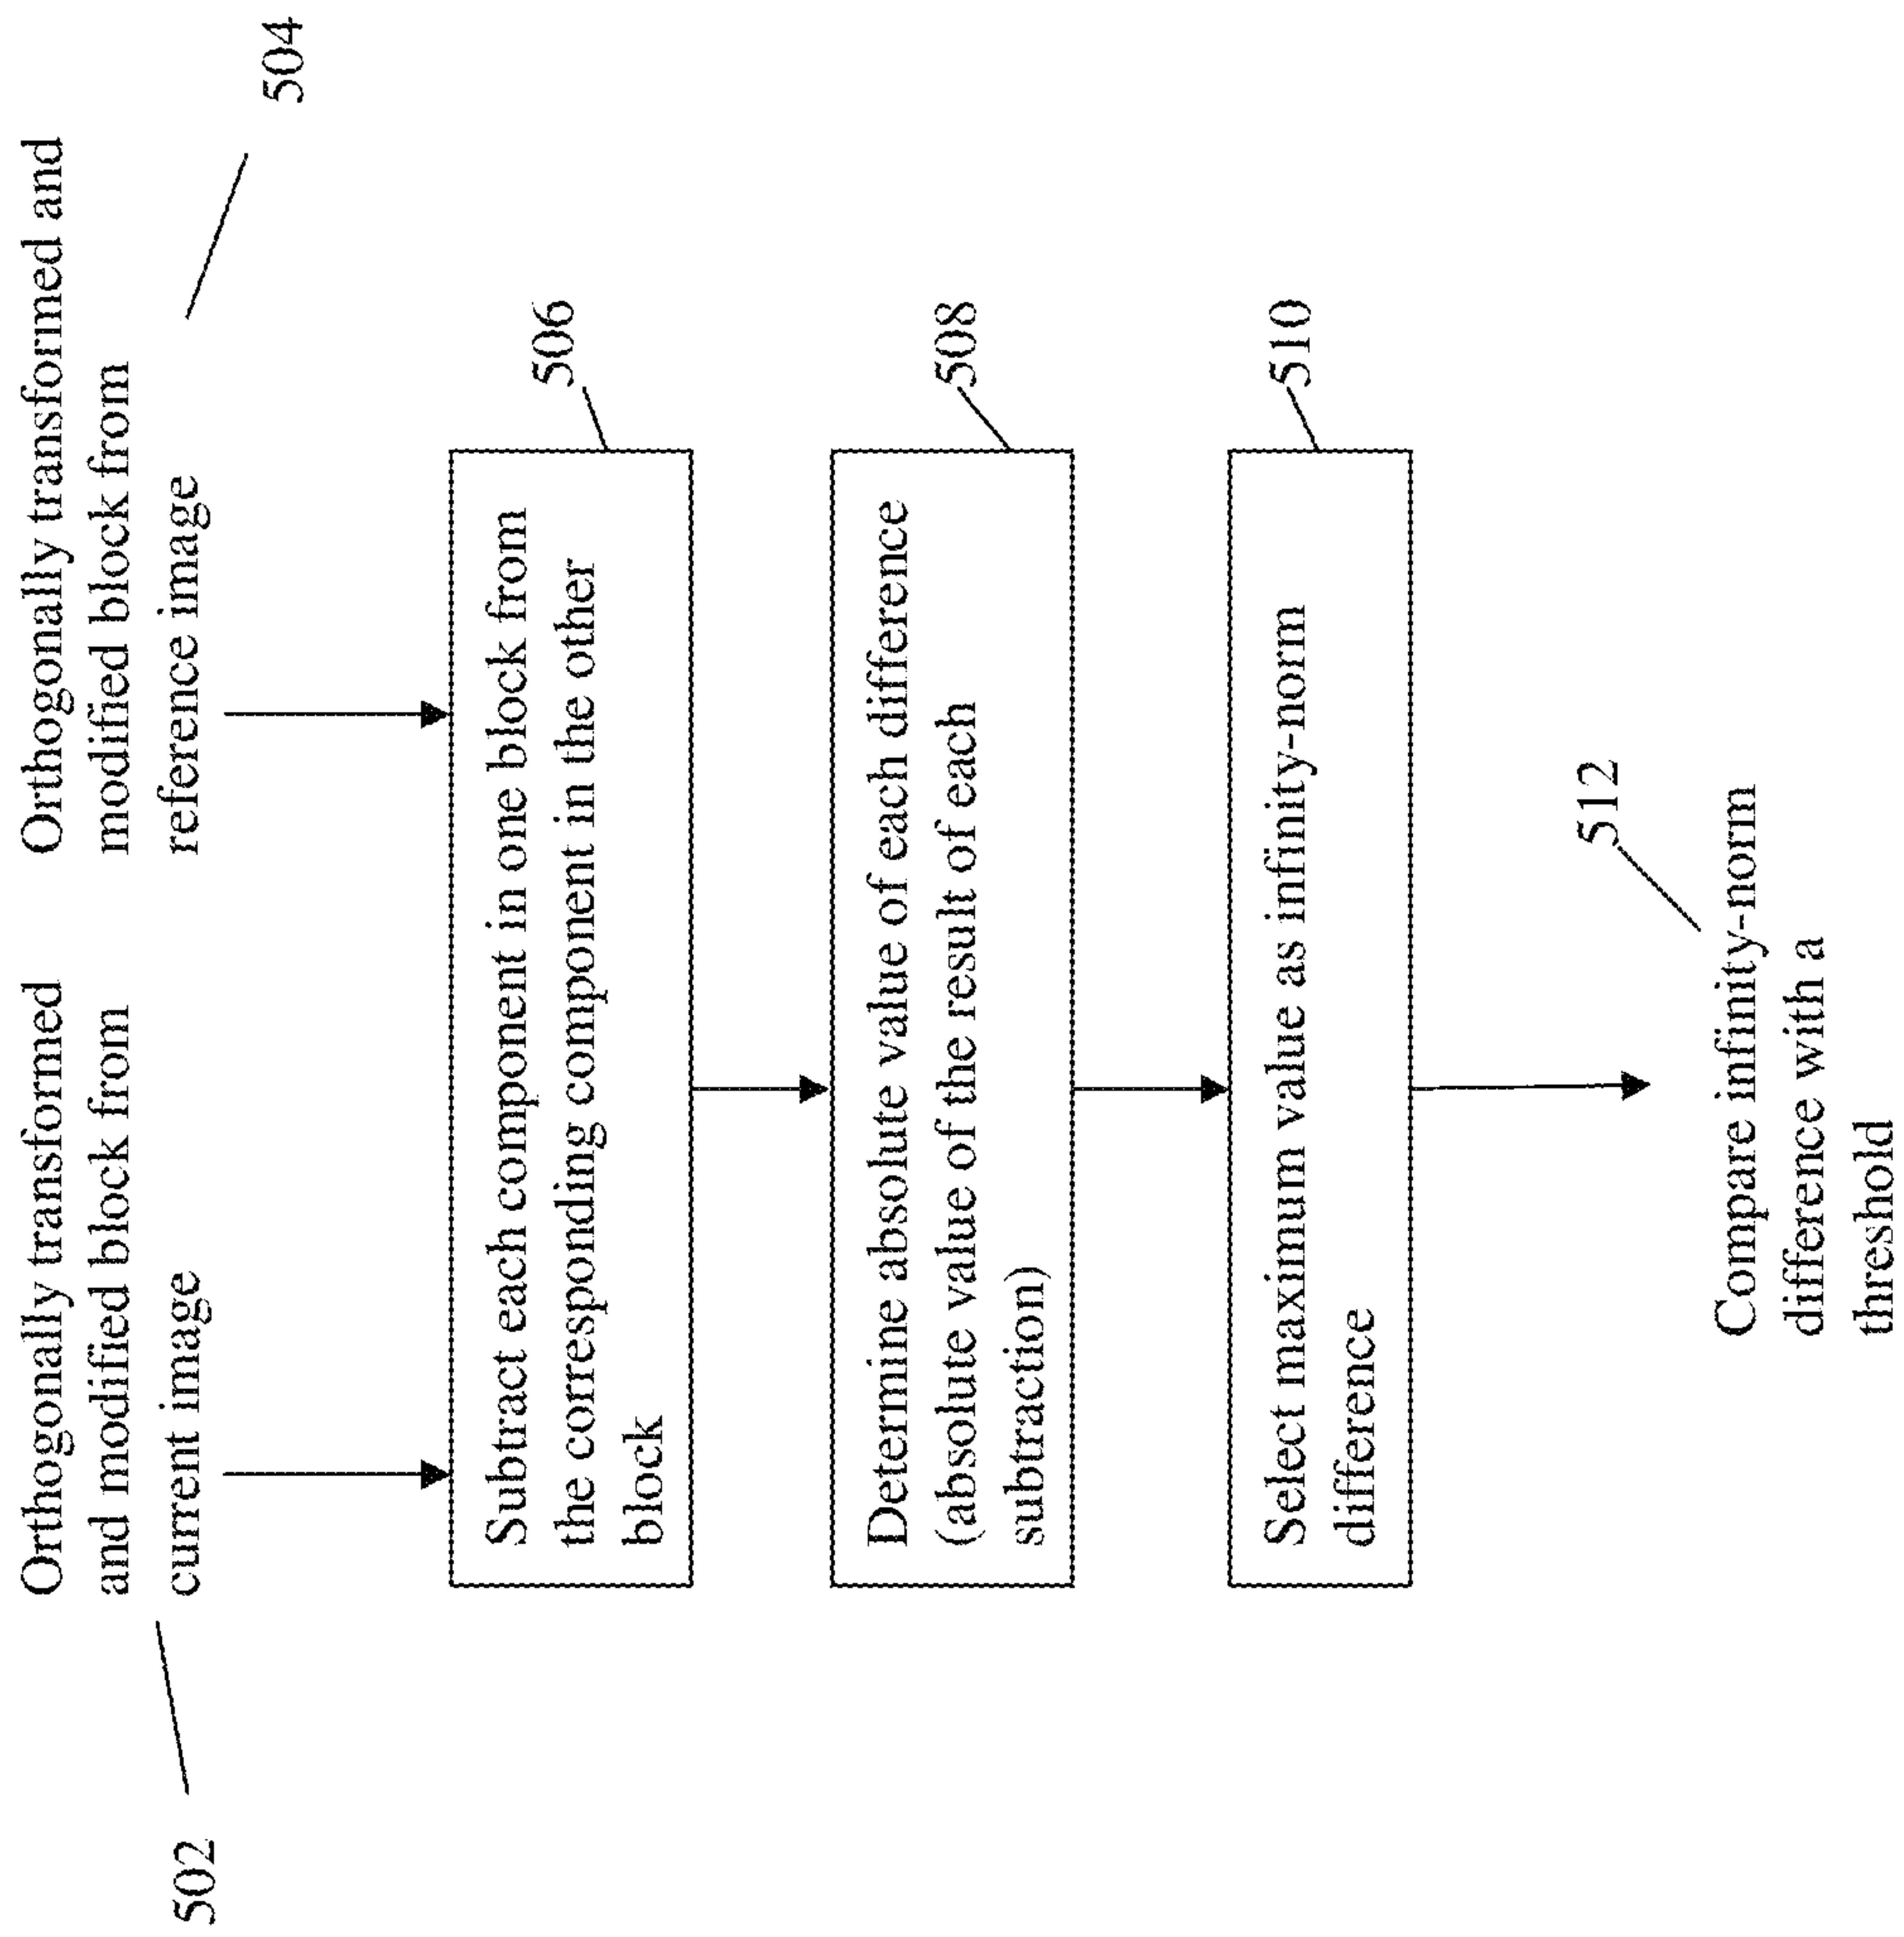 Orthogonally transformed
and modified block from
current image
502
Orthogonally transformed and
modified block from
reference image
504
Subtract each component in one block from
the corresponding component in the other
block
506
Determine absolute value of each difference
(absolute value of the result of each
subtraction)
508
Select maximum value as infinity-norm
difference
510
512
Compare infinity-norm
difference with a
threshold